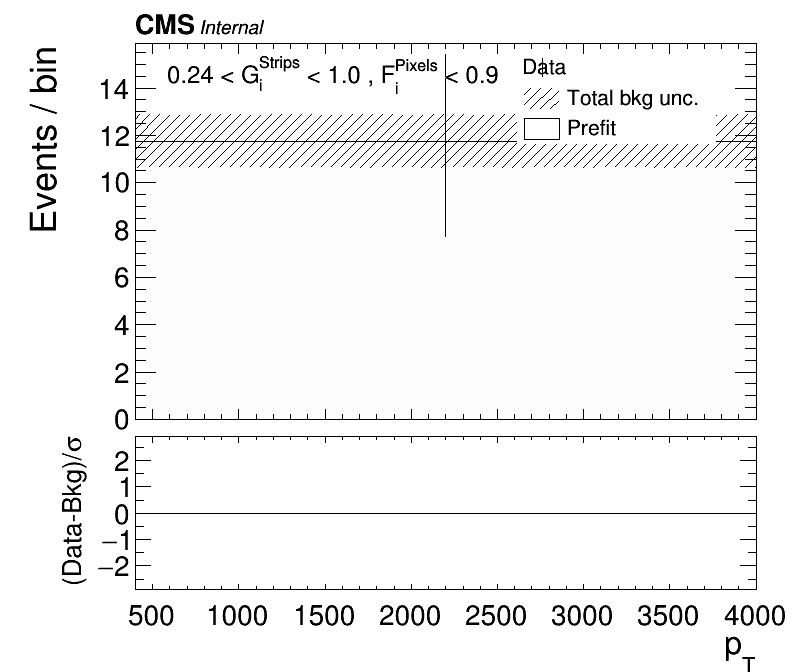 CMS Internal
0.24 < G_i^Strips < 1.0 , F_i^Pixels < 0.9
Data
Total bkg unc.
Prefit
Events / bin
14
12
10
8
6
4
2
0
(Data-Bkg)/σ
2
1
0
−1
−2
500 1000 1500 2000 2500 3000 3500 4000
p_T